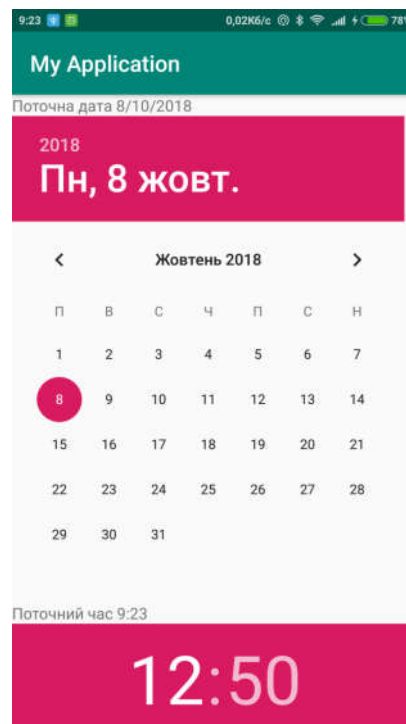 9:23 0,02Кб/с 78%
My Application
Поточна дата 8/10/2018
2018
Пн, 8 жовт.
Жовтень 2018
П В С Ч П С Н
1 2 3 4 5 6 7
8 9 10 11 12 13 14
15 16 17 18 19 20 21
22 23 24 25 26 27 28
29 30 31
Поточний час 9:23
12:50